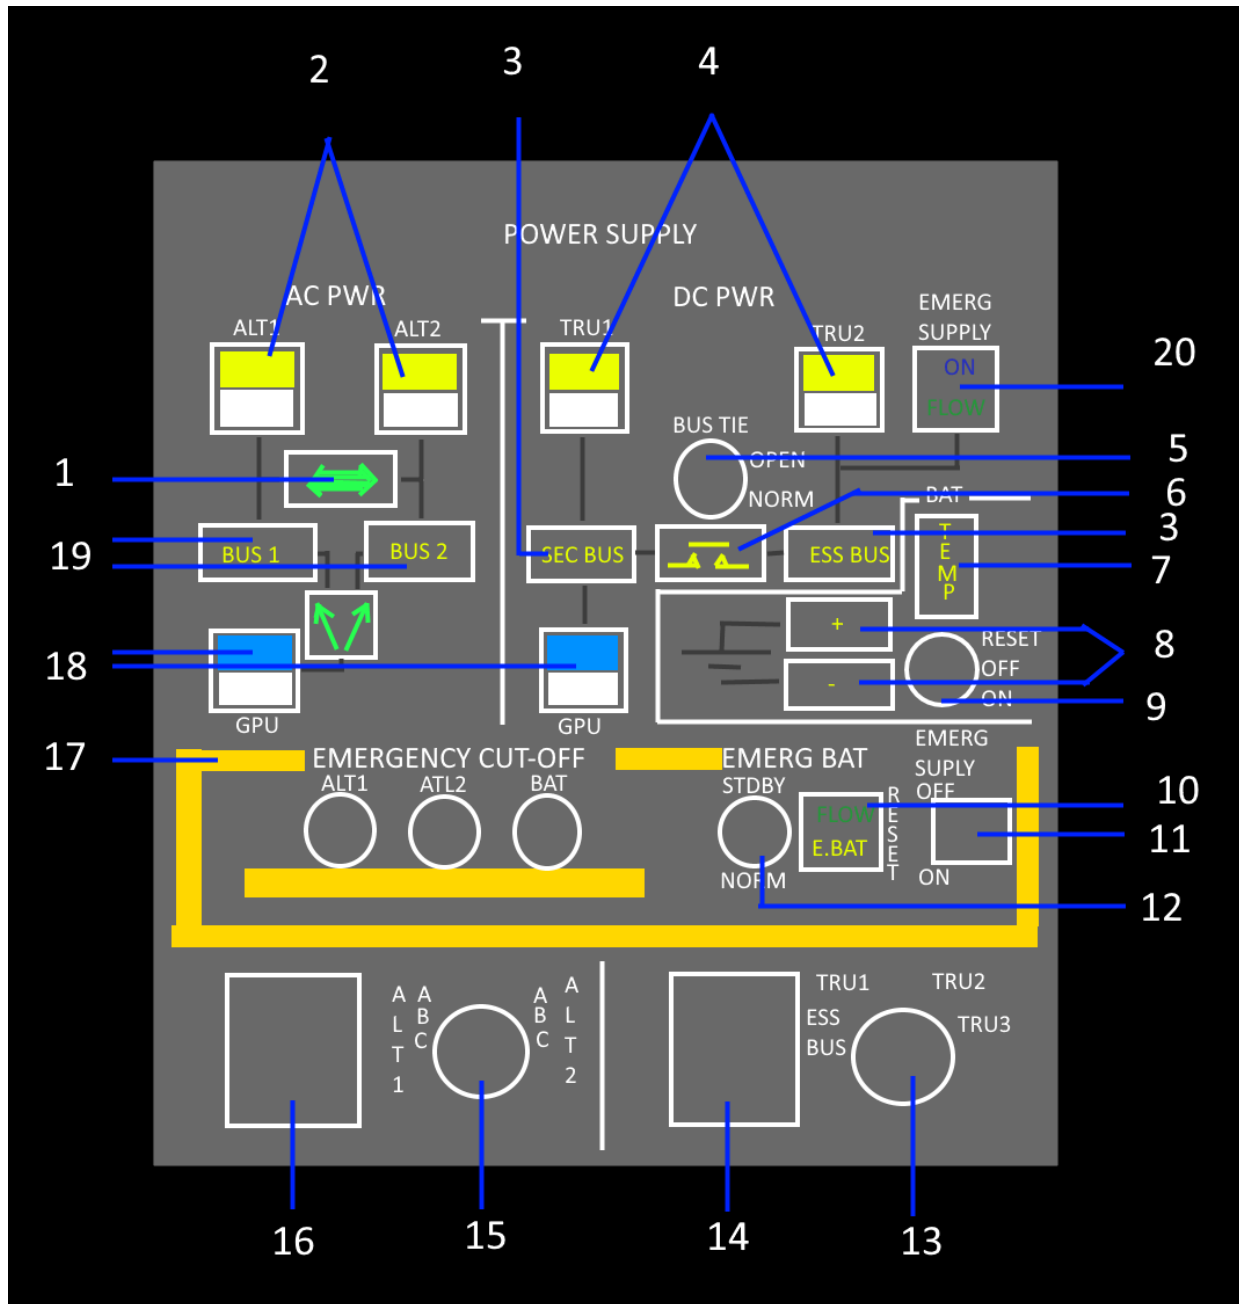 2
3
4
POWER SUPPLY
AC PWR
DC PWR
EMERG
SUPPLY
ALT1
ALT2
TRU1
TRU2
20
ON
FLOW
BUS TIE
OPEN
NORM
5
1
6
BAT
3
TEMP
7
19
BUS 1
BUS 2
SEC BUS
ESS BUS
+
-
RESET
OFF
ON
8
9
18
GPU
GPU
17
EMERGENCY CUT-OFF
EMERG BAT
EMERG
SUPLY
OFF
ALT1
ATL2
BAT
STDBY
FLOW
E.BAT
RESET
10
11
NORM
ON
12
ALT1
ABC
ABC
ALT2
TRU1
TRU2
ESS
BUS
TRU3
16
15
14
13